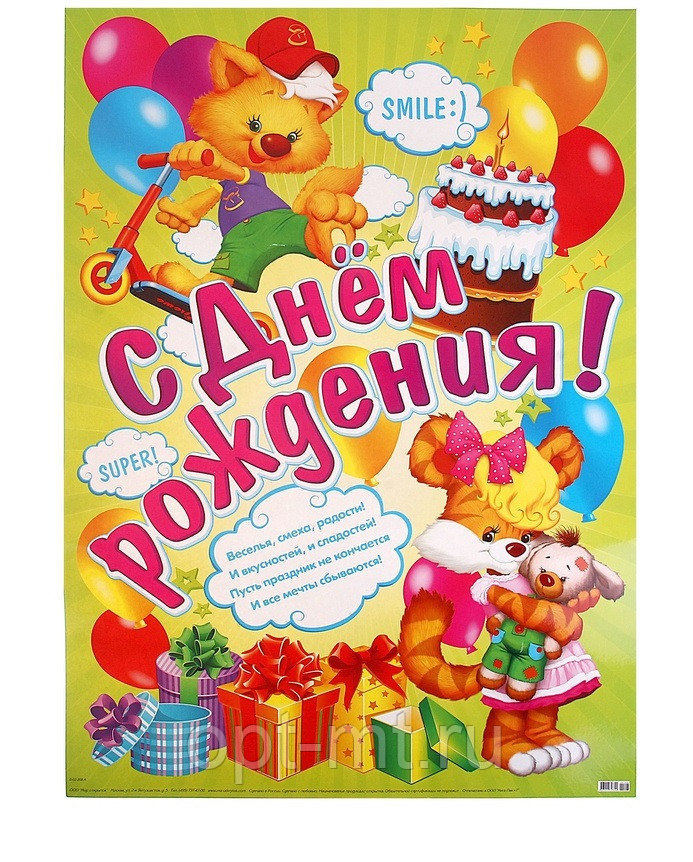 SMILE:)
С Днём
рождения!
SUPER!
Веселья, смеха, радости!
И вкусностей, и сладостей!
Пусть праздник не кончается
И все мечты сбываются!
opt-mt.ru